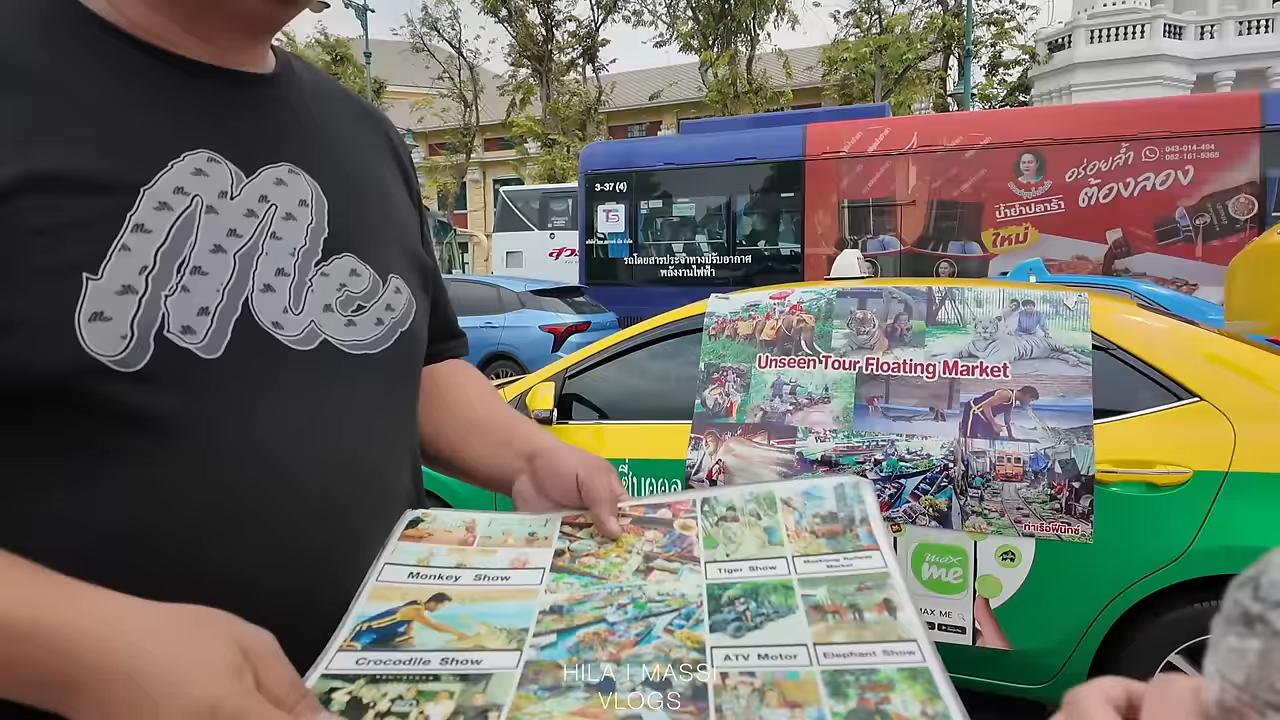 Me
3-37 (4)
TS
รถโดยสารประจำทางปรับอากาศ
พลังงานไฟฟ้า
อร่อยล้ำ
043-014-494
062-161-5365
ต้องลอง
น้ำยำปลาร้า
ใหม่
Unseen Tour Floating Market
ท่าเรือฟีนิกซ์
max
me
MAX ME
Monkey Show
Tiger Show
Maeklong Railway
Market
Crocodile Show
ATV Motor
Elephant Show
HILA I MASSI
VLOGS